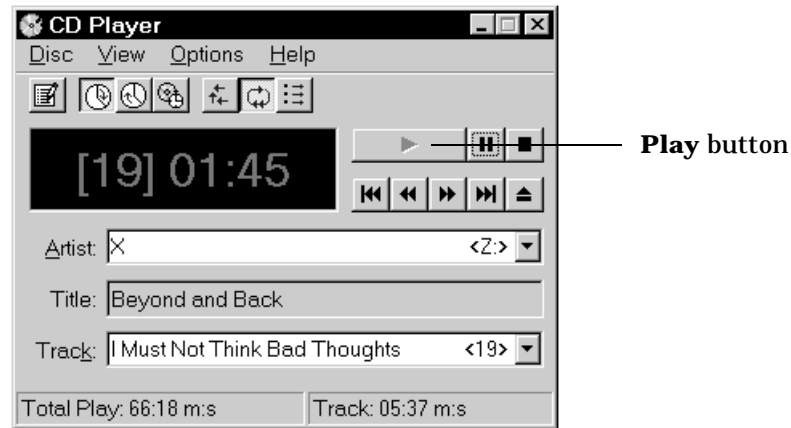 CD Player
Disc View Options Help
[19] 01:45
Play button
Artist: X <Z:>
Title: Beyond and Back
Track: I Must Not Think Bad Thoughts <19>
Total Play: 66:18 m:s Track: 05:37 m:s